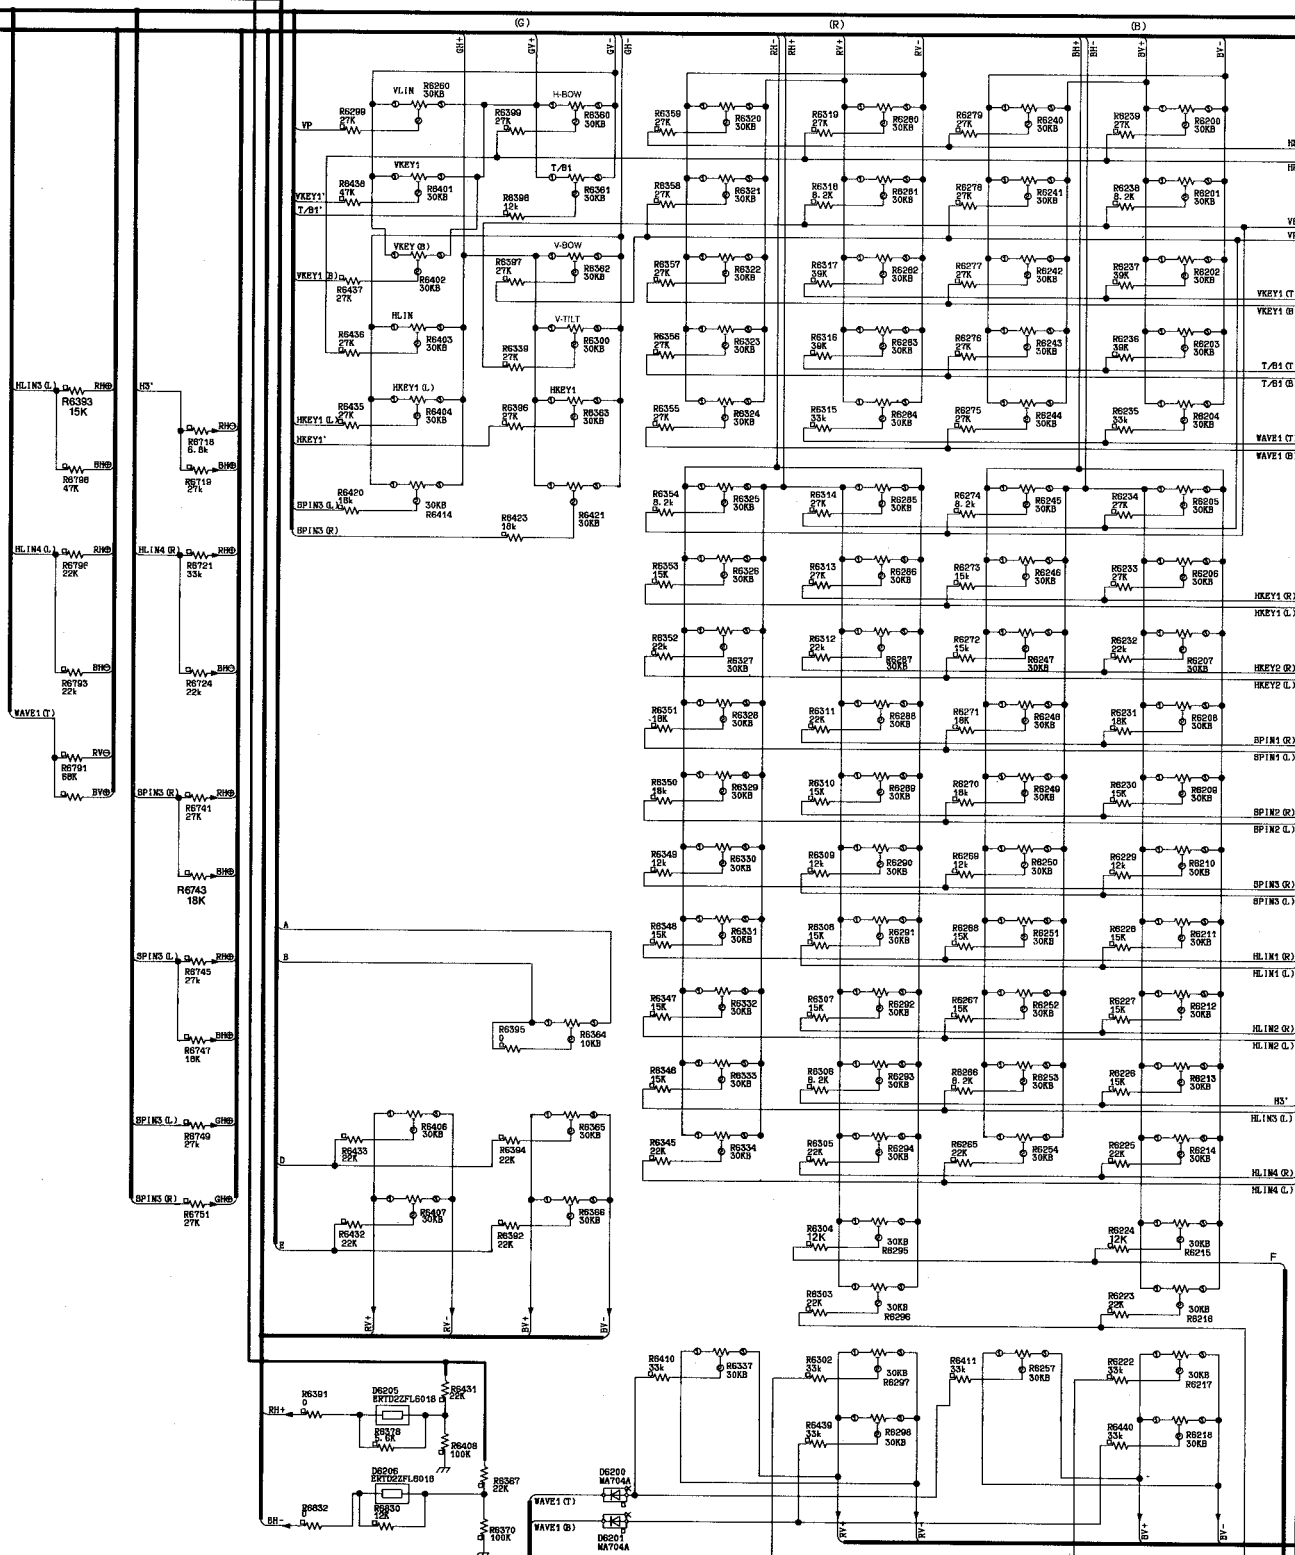 (G)
(R)
(B)
GH+
GV+
GV-
GH-
RH-
RH+
RV+
RV-
BH+
BH-
BV+
BV-
VLIN
R6260
30KB
R6299
27K
VP
R6399
27K
H-BOW
R6360
30KB
R6359
27K
R6320
30KB
R6319
27K
R6280
30KB
R6279
27K
R6240
30KB
R6239
27K
R6200
30KB
VKEY1
R6438
47K
R6401
30KB
VKEY1'
T/B1'
R6398
12k
T/B1
R6361
30KB
R6358
27K
R6321
30KB
R6318
8.2K
R6281
30KB
R6278
27K
R6241
30KB
R6238
8.2K
R6201
30KB
VKEY(B)
VKEY1(B)
R6437
27K
R6402
30KB
R6397
27K
V-BOW
R6362
30KB
R6357
27K
R6322
30KB
R6317
39K
R6282
30KB
R6277
27K
R6242
30KB
R6237
39K
R6202
30KB
VKEY1(T
VKEY1(B
HLIN
R6436
27K
R6403
30KB
R6339
27K
V-TILT
R6300
30KB
R6356
27K
R6323
30KB
R6316
39K
R6283
30KB
R6276
27K
R6243
30KB
R6236
39K
R6203
30KB
T/B1(T
T/B1(B
HKEY1(L)
R6435
27K
R6404
30KB
HKEY1(L)
HKEY1'
R6396
27K
HKEY1
R6363
30KB
R6355
27K
R6324
30KB
R6315
33k
R6284
30KB
R6275
27K
R6244
30KB
R6235
33k
R6204
30KB
WAVE1(T)
WAVE1(B)
R6420
18k
SPIN3(L)
30KB
R6414
SPIN3(R)
R6423
18k
R6421
30KB
R6354
8.2k
R6325
30KB
R6314
27K
R6285
30KB
R6274
8.2k
R6245
30KB
R6234
27K
R6205
30KB
R6353
15K
R6326
30KB
R6313
27K
R6286
30KB
R6273
15k
R6246
30KB
R6233
27K
R6206
30KB
HKEY1(R)
HKEY1(L)
R6352
22k
R6327
30KB
R6312
22k
R6287
30KB
R6272
15k
R6247
30KB
R6232
22k
R6207
30KB
HKEY2(R)
HKEY2(L)
R6351
18K
R6328
30KB
R6311
22K
R6288
30KB
R6271
18K
R6248
30KB
R6231
18K
R6208
30KB
SPIN1(R)
SPIN1(L)
R6350
18k
R6329
30KB
R6310
15K
R6289
30KB
R6270
18k
R6249
30KB
R6230
15K
R6209
30KB
SPIN2(R)
SPIN2(L)
R6349
12k
R6330
30KB
R6309
12k
R6290
30KB
R6269
12k
R6250
30KB
R6229
12k
R6210
30KB
SPIN3(R)
SPIN3(L)
R6348
15K
R6331
30KB
R6308
15K
R6291
30KB
R6268
15K
R6251
30KB
R6228
15K
R6211
30KB
HLIN1(R)
HLIN1(L)
R6347
15K
R6332
30KB
R6307
15K
R6292
30KB
R6267
15K
R6252
30KB
R6227
15K
R6212
30KB
HLIN2(R)
HLIN2(L)
R6346
15K
R6333
30KB
R6306
8.2K
R6293
30KB
R6266
8.2K
R6253
30KB
R6226
15K
R6213
30KB
H3'
HLIN3(L)
R6345
22K
R6334
30KB
R6305
22K
R6294
30KB
R6265
22K
R6254
30KB
R6225
22K
R6214
30KB
HLIN4(R)
HLIN4(L)
R6304
12K
30KB
R6295
R6224
12K
30KB
R6215
F
R6303
22K
30KB
R6296
R6223
22K
30KB
R6216
R6410
33k
R6337
30KB
R6302
33k
30KB
R6297
R6411
33k
R6257
30KB
R6222
33k
30KB
R6217
R6439
33k
R6298
30KB
R6440
33k
R6218
30KB
RV+
RV-
BV+
BV-
HLIN3(L)
R6393
15K
RH⊕
BH⊕
R6798
47K
HLIN4(L)
RH⊕
R6796
22K
BH⊖
R6793
22k
WAVE1(T)
RV⊖
R6791
68K
BV⊕
H3'
RH⊖
R6718
6.8k
BH⊕
R6719
27k
HLIN4(R)
RH⊕
R6721
33k
BH⊖
R6724
22k
SPIN3(R)
RH⊕
R6741
27K
BH⊕
R6743
18K
SPIN3(L)
RH⊕
R6745
27k
BH⊕
R6747
18K
SPIN3(L)
GH⊕
R6749
27k
SPIN3(R)
GH⊕
R6751
27K
A
B
R6395
0
R6364
10KB
D
R6433
22K
R6406
30KB
R6394
22K
R6365
30KB
E
R6432
22K
R6407
30KB
R6392
22K
R6366
30KB
RV+
RV-
BV+
BV-
RH+
R6391
0
D6205
ERTD2ZFL6018
R6378
5.6K
R6431
22K
R6408
100K
BH-
R6832
D6206
ERTD2ZFL6018
R6830
12K
R6367
22K
R6370
100K
WAVE1(T)
D6200
MA704A
WAVE1(B)
D6201
MA704A